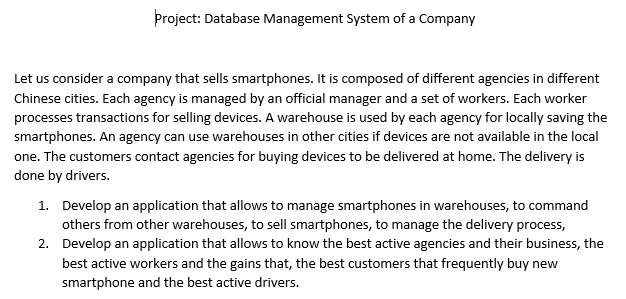 Project: Database Management System of a Company
Let us consider a company that sells smartphones. It is composed of different agencies in different
Chinese cities. Each agency is managed by an official manager and a set of workers. Each worker
processes transactions for selling devices. A warehouse is used by each agency for locally saving the
smartphones. An agency can use warehouses in other cities if devices are not available in the local
one. The customers contact agencies for buying devices to be delivered at home. The delivery is
done by drivers.
1. Develop an application that allows to manage smartphones in warehouses, to command
others from other warehouses, to sell smartphones, to manage the delivery process,
2. Develop an application that allows to know the best active agencies and their business, the
best active workers and the gains that, the best customers that frequently buy new
smartphone and the best active drivers.